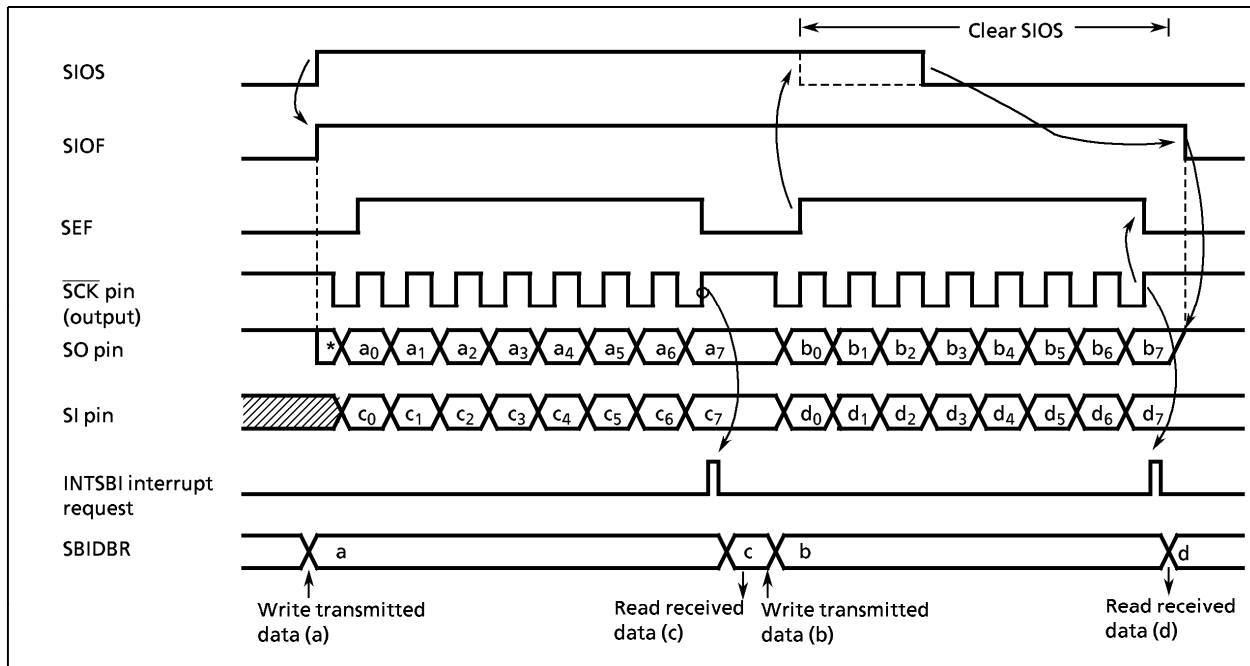 Clear SIOS
SIOS
SIOF
SEF
SCK pin
(output)
SO pin
* a0 a1 a2 a3 a4 a5 a6 a7 b0 b1 b2 b3 b4 b5 b6 b7
SI pin
c0 c1 c2 c3 c4 c5 c6 c7 d0 d1 d2 d3 d4 d5 d6 d7
INTSBI interrupt
request
SBIDBR
a c b d
Write transmitted
data (a)
Read received
data (c)
Write transmitted
data (b)
Read received
data (d)